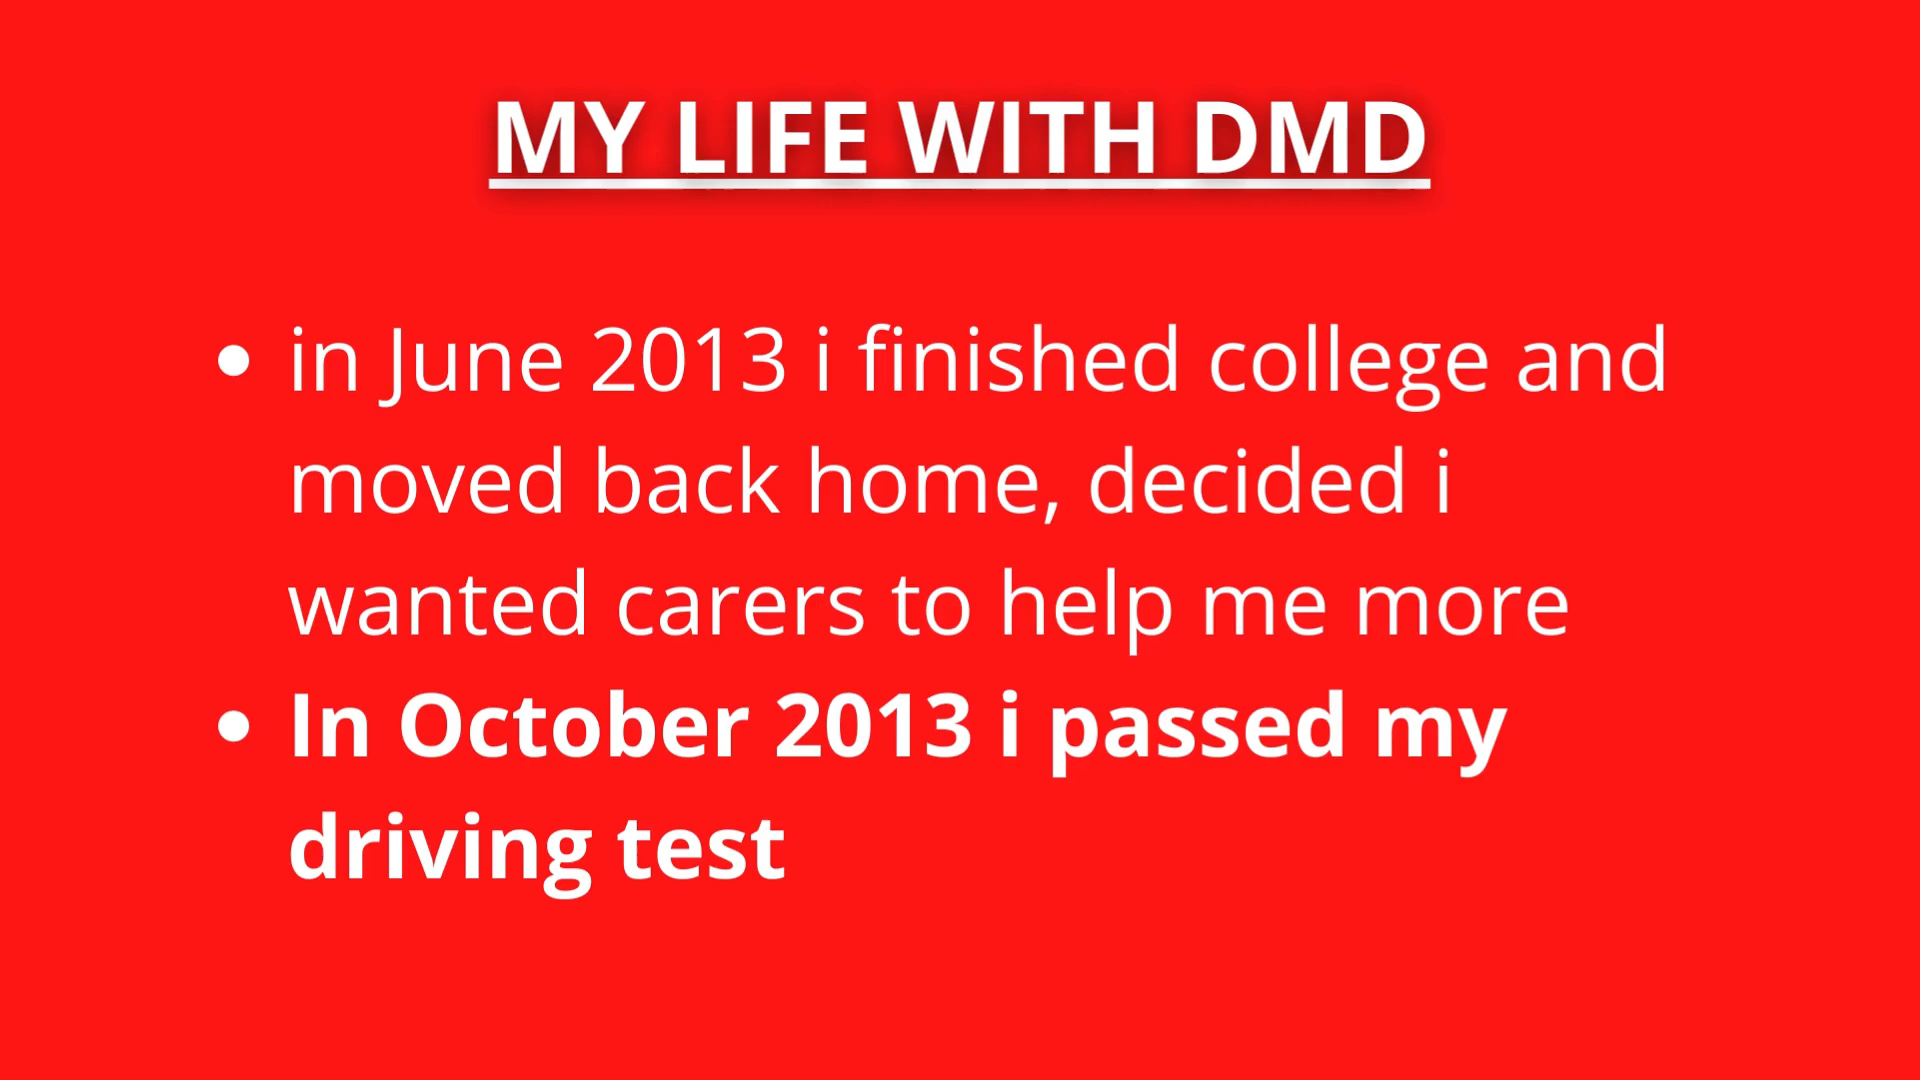 MY LIFE WITH DMD
• in June 2013 i finished college and
moved back home, decided i
wanted carers to help me more
• In October 2013 i passed my
driving test